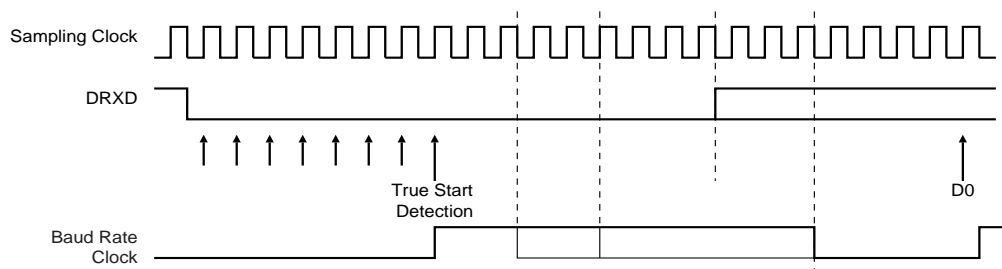 Sampling Clock
DRXD
True Start
Detection
D0
Baud Rate
Clock